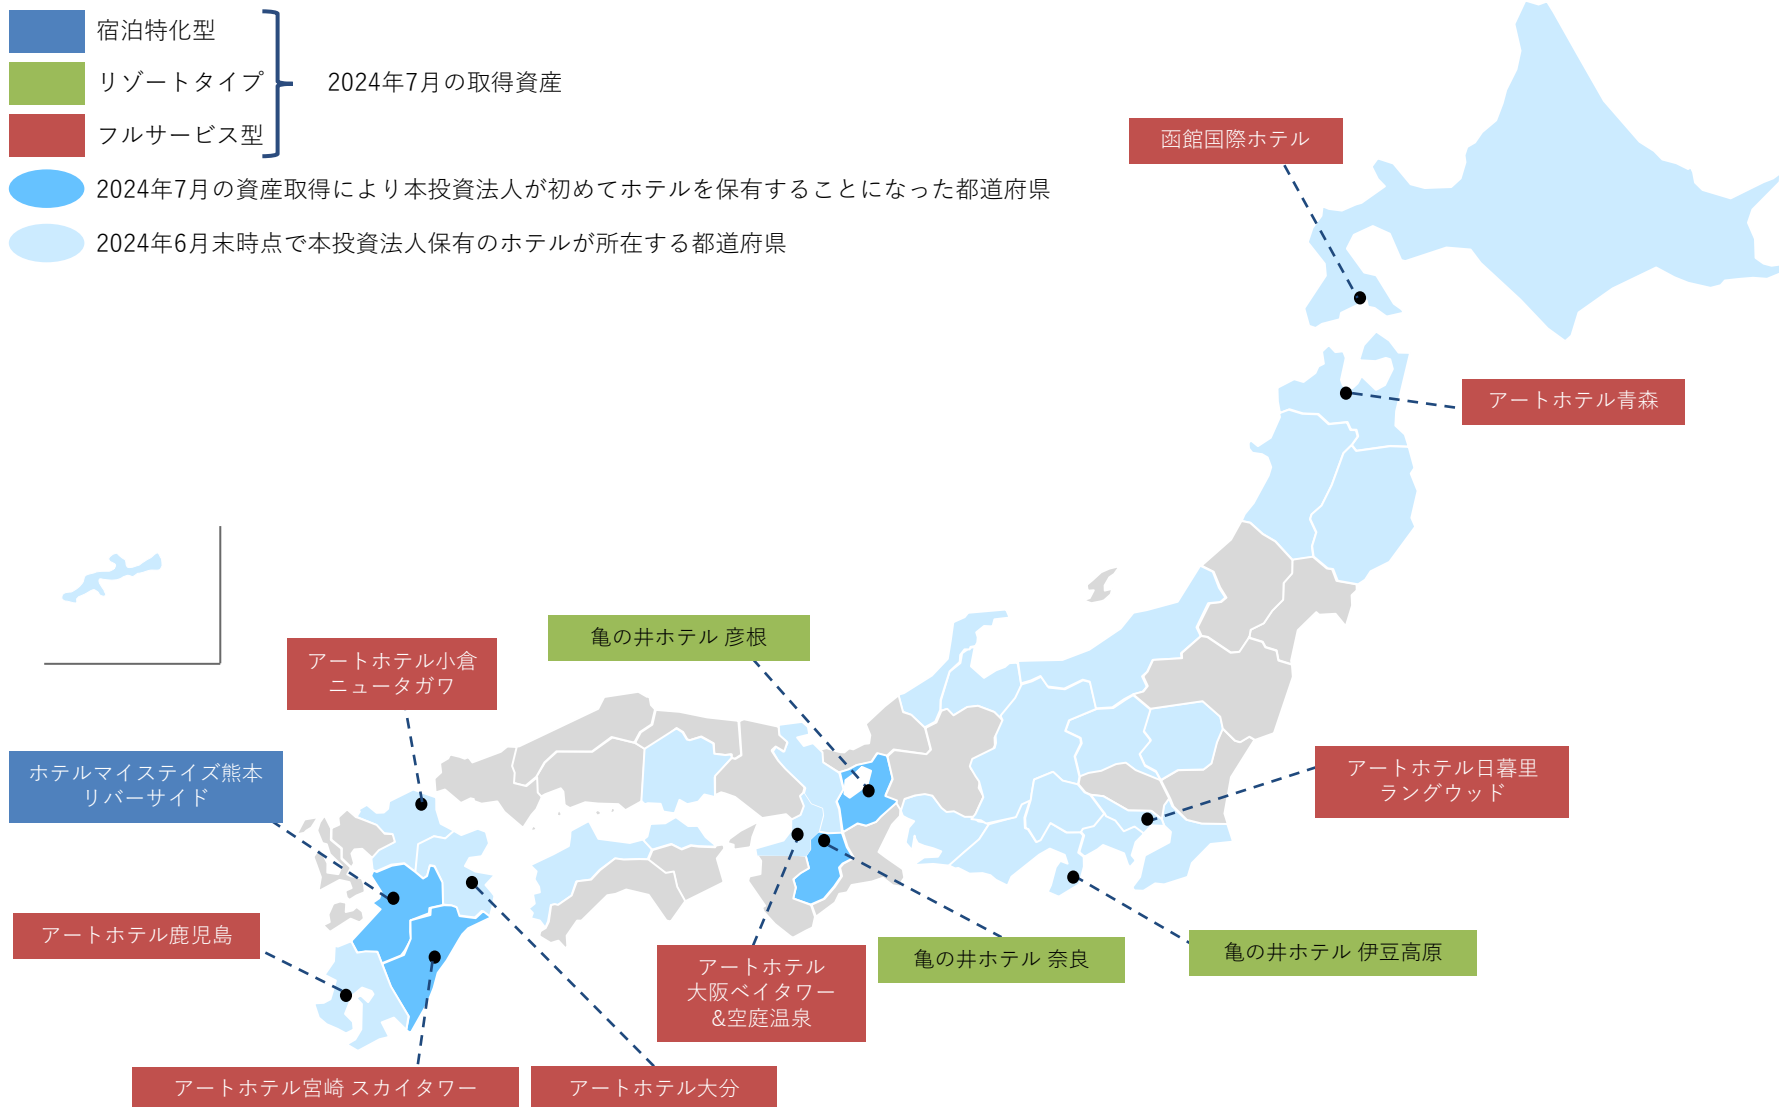 宿泊特化型
リゾートタイプ
フルサービス型
2024年7月の取得資産
2024年7月の資産取得により本投資法人が初めてホテルを保有することになった都道府県
2024年6月末時点で本投資法人保有のホテルが所在する都道府県
函館国際ホテル
アートホテル青森
亀の井ホテル 彦根
アートホテル小倉
ニュータガワ
ホテルマイステイズ熊本
リバーサイド
アートホテル日暮里
ラングウッド
アートホテル鹿児島
アートホテル
大阪ベイタワー
&空庭温泉
亀の井ホテル 奈良
亀の井ホテル 伊豆高原
アートホテル宮崎 スカイタワー
アートホテル大分